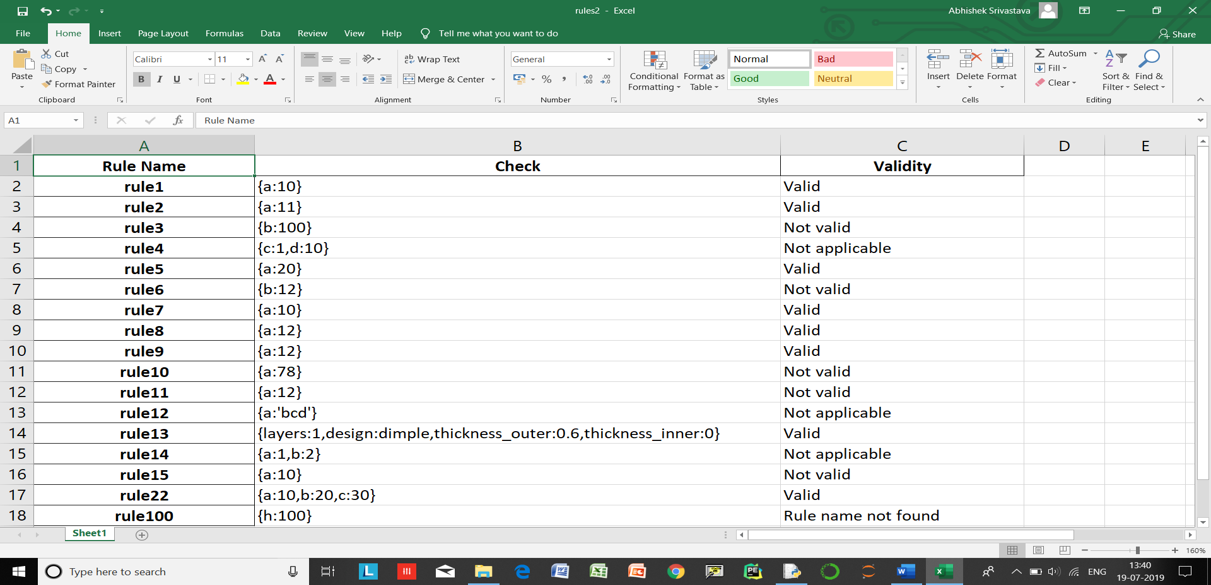 rules2 - Excel
Abhishek Srivastava
File Home Insert Page Layout Formulas Data Review View Help Tell me what you want to do Share
Paste
Cut
Copy
Format Painter
Clipboard
Calibri 11
B I U
Font
Wrap Text
Merge & Center
Alignment
General
Number
Conditional Formatting
Format as Table
Normal Bad
Good Neutral
Styles
Insert Delete Format
Cells
AutoSum
Fill
Clear
Sort & Filter
Find & Select
Editing
A1 fx Rule Name
A B C D E
1 Rule Name Check Validity
2 rule1 {a:10} Valid
3 rule2 {a:11} Valid
4 rule3 {b:100} Not valid
5 rule4 {c:1,d:10} Not applicable
6 rule5 {a:20} Valid
7 rule6 {b:12} Not valid
8 rule7 {a:10} Valid
9 rule8 {a:12} Valid
10 rule9 {a:12} Valid
11 rule10 {a:78} Not valid
12 rule11 {a:12} Not valid
13 rule12 {a:'bcd'} Not applicable
14 rule13 {layers:1,design:dimple,thickness_outer:0.6,thickness_inner:0} Valid
15 rule14 {a:1,b:2} Not applicable
16 rule15 {a:10} Not valid
17 rule22 {a:10,b:20,c:30} Valid
18 rule100 {h:100} Rule name not found
Sheet1
160%
Type here to search
ENG
13:40
19-07-2019